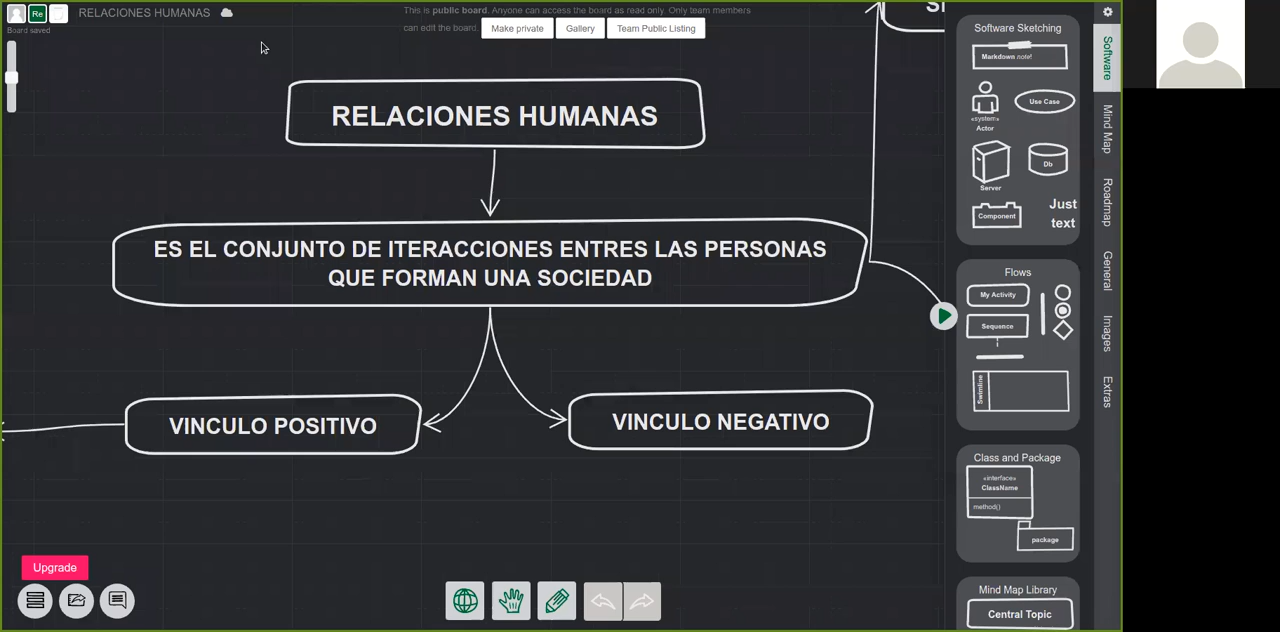 Re
RELACIONES HUMANAS
Board saved
This is public board. Anyone can access the board as read only. Only team members
can edit the board.
Make private
Gallery
Team Public Listing
RELACIONES HUMANAS
ES EL CONJUNTO DE ITERACCIONES ENTRES LAS PERSONAS
QUE FORMAN UNA SOCIEDAD
VINCULO POSITIVO
VINCULO NEGATIVO
Upgrade
Software Sketching
Markdown note!
«system»
Actor
Use Case
Server
Db
Component
Just
text
Flows
My Activity
Sequence
Swimline
Class and Package
«interface»
ClassName
method()
package
Mind Map Library
Central Topic
Software
Mind Map
Roadmap
General
Images
Extras